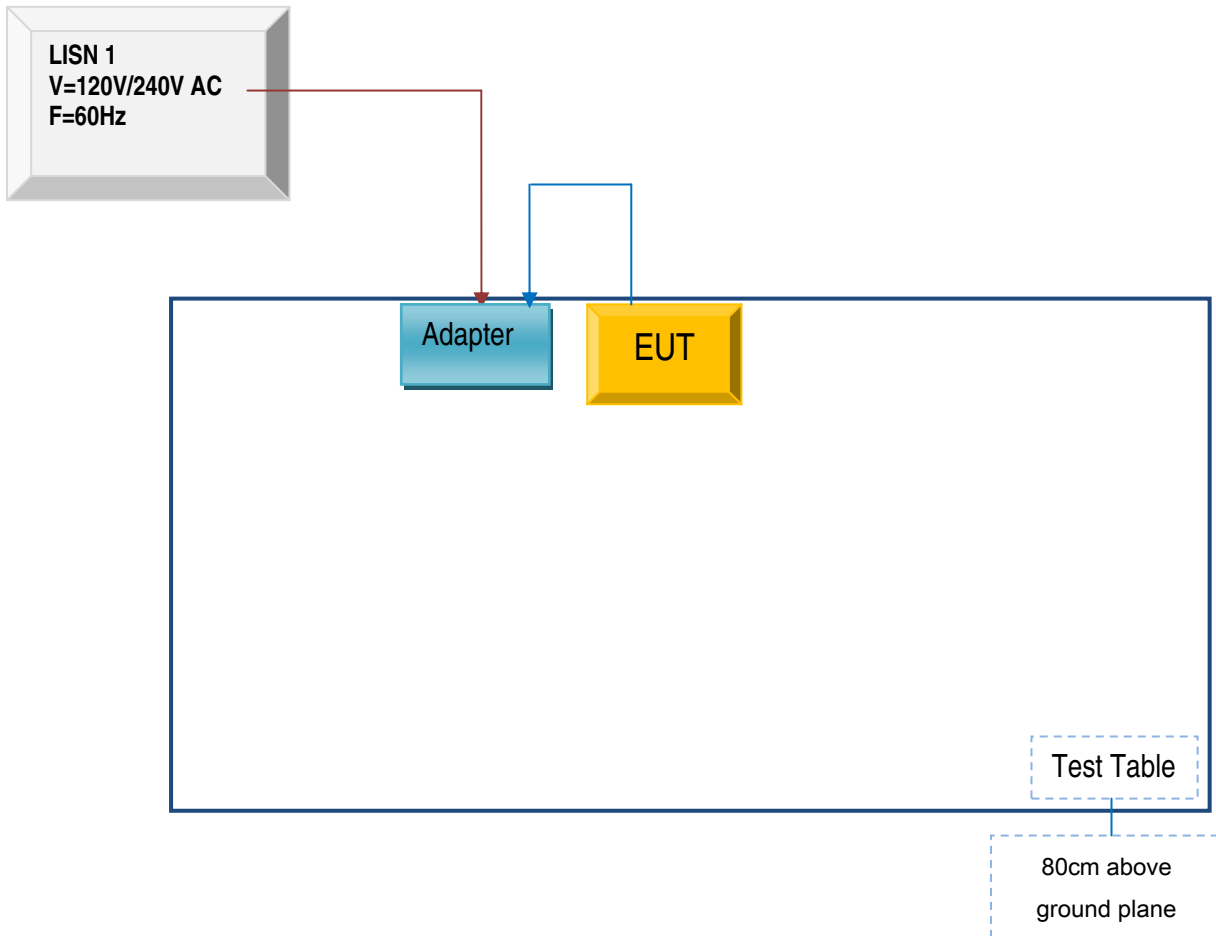 LISN 1
V=120V/240V AC
F=60Hz
Adapter
EUT
Test Table
80cm above
ground plane